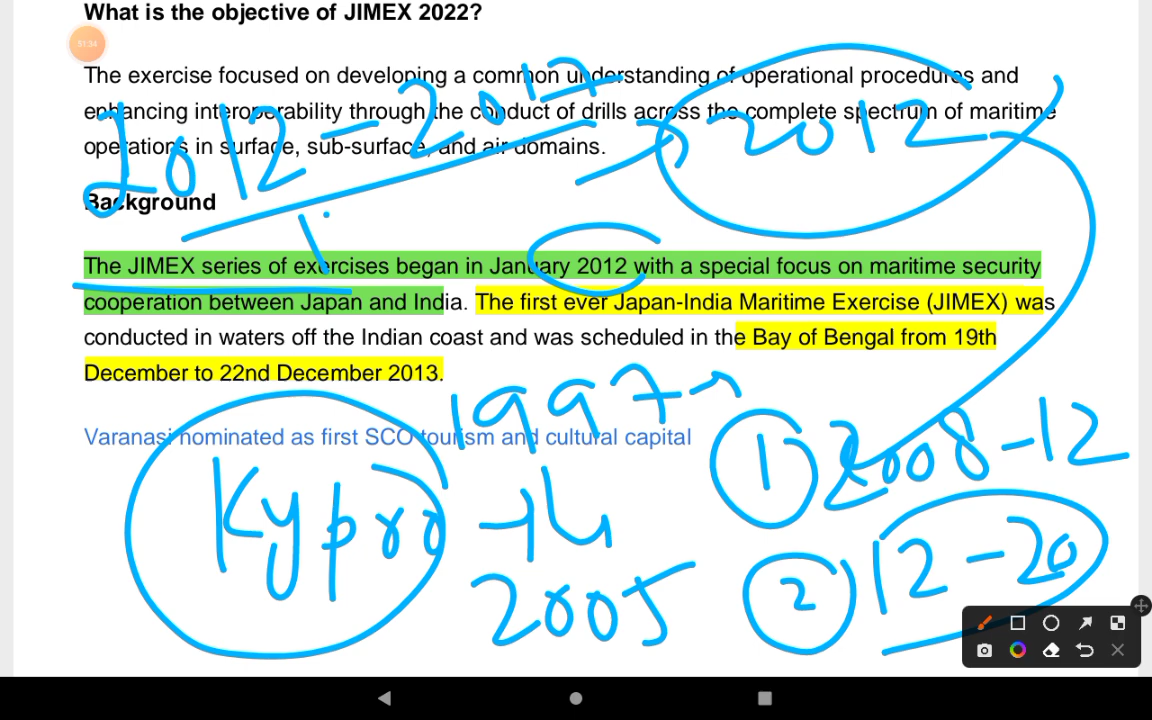 What is the objective of JIMEX 2022?
51:34
The exercise focused on developing a common understanding of operational procedures and
enhancing interoperability through the conduct of drills across the complete spectrum of maritime
operations in surface, sub-surface, and air domains.
2012-2017
2012
Background
The JIMEX series of exercises began in January 2012 with a special focus on maritime security
cooperation between Japan and India. The first ever Japan-India Maritime Exercise (JIMEX) was
conducted in waters off the Indian coast and was scheduled in the Bay of Bengal from 19th
December to 22nd December 2013.
1997
Varanasi nominated as first SCO tourism and cultural capital
1 2008-12
Kypro
2005
2 12-20